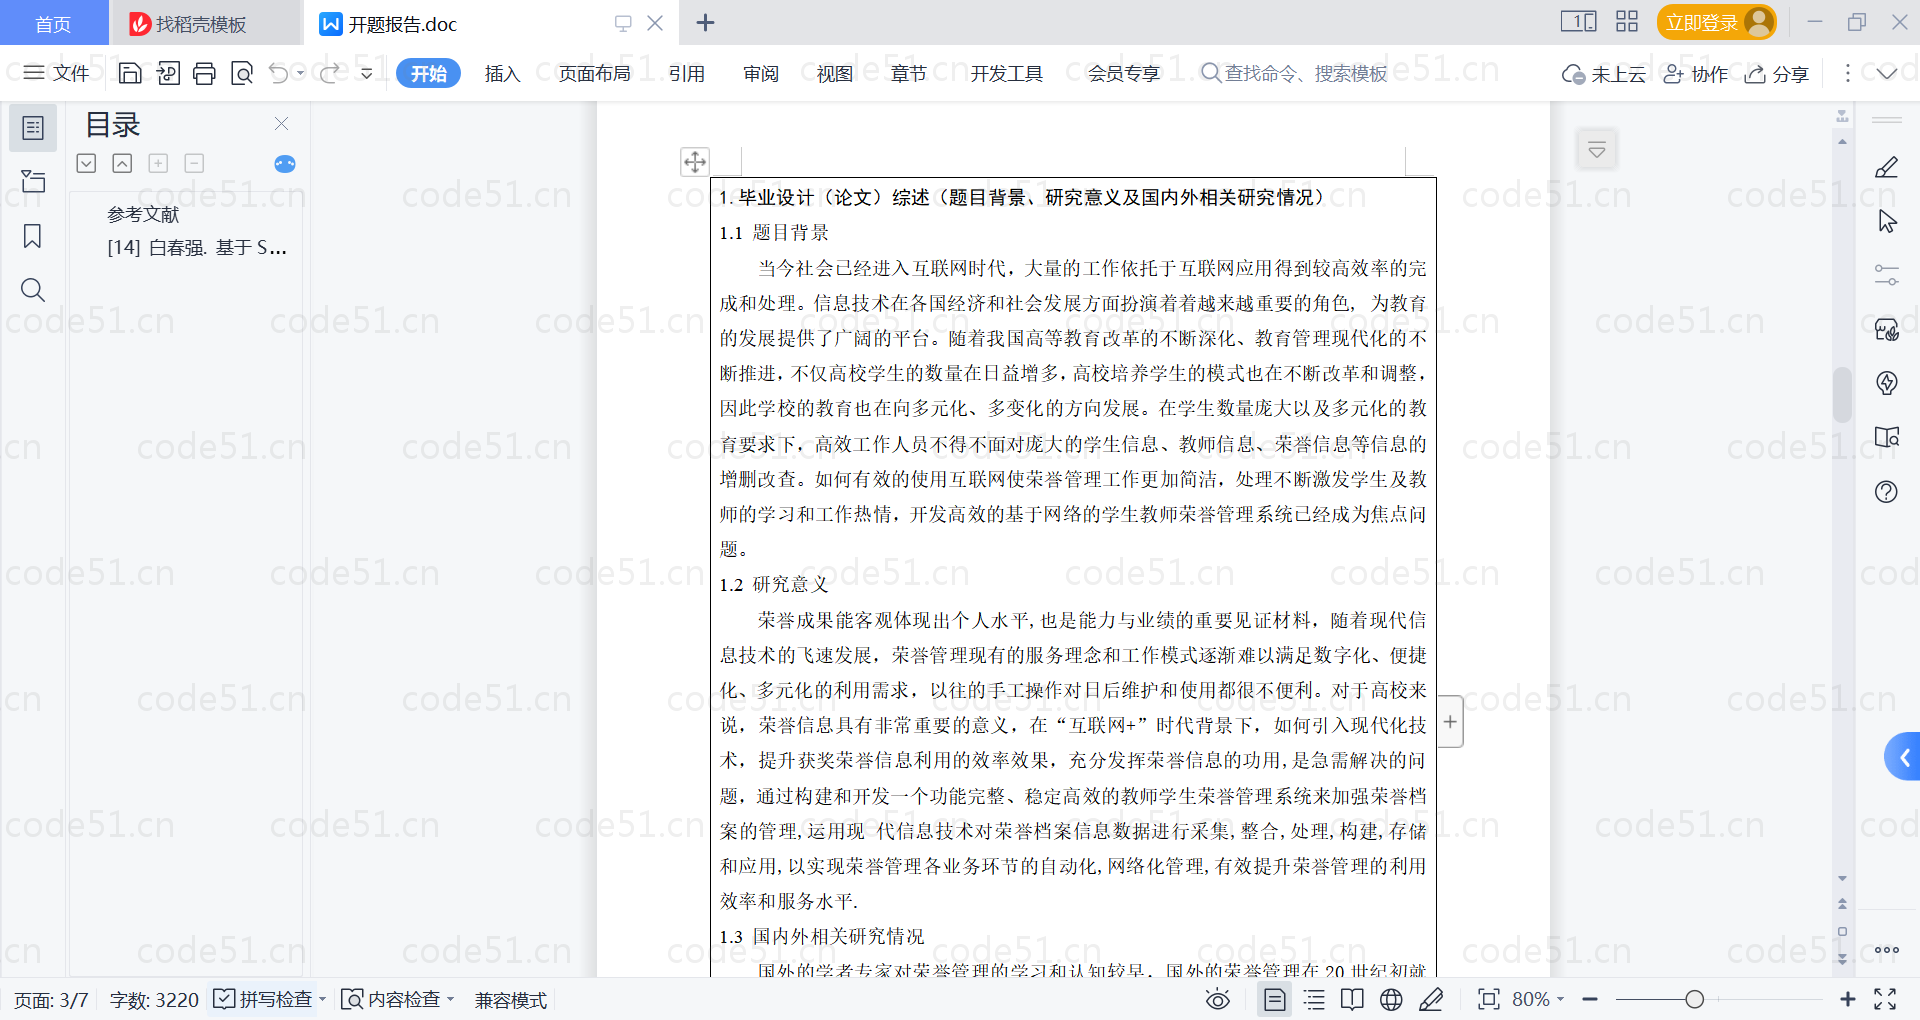 首页
找稻壳模板
开题报告.doc
立即登录
文件
开始
插入
页面布局
引用
审阅
视图
章节
开发工具
会员专享
查找命令、搜索模板
未上云
协作
分享
目录
参考文献
[14] 白春强. 基于 S...
1.毕业设计（论文）综述（题目背景、研究意义及国内外相关研究情况）
1.1 题目背景
当今社会已经进入互联网时代，大量的工作依托于互联网应用得到较高效率的完
成和处理。信息技术在各国经济和社会发展方面扮演着着越来越重要的角色， 为教育
的发展提供了广阔的平台。随着我国高等教育改革的不断深化、教育管理现代化的不
断推进，不仅高校学生的数量在日益增多，高校培养学生的模式也在不断改革和调整，
因此学校的教育也在向多元化、多变化的方向发展。在学生数量庞大以及多元化的教
育要求下，高效工作人员不得不面对庞大的学生信息、教师信息、荣誉信息等信息的
增删改查。如何有效的使用互联网使荣誉管理工作更加简洁，处理不断激发学生及教
师的学习和工作热情，开发高效的基于网络的学生教师荣誉管理系统已经成为焦点问
题。
1.2 研究意义
荣誉成果能客观体现出个人水平,也是能力与业绩的重要见证材料，随着现代信
息技术的飞速发展，荣誉管理现有的服务理念和工作模式逐渐难以满足数字化、便捷
化、多元化的利用需求，以往的手工操作对日后维护和使用都很不便利。对于高校来
说，荣誉信息具有非常重要的意义，在“互联网+”时代背景下，如何引入现代化技
术，提升获奖荣誉信息利用的效率效果，充分发挥荣誉信息的功用,是急需解决的问
题，通过构建和开发一个功能完整、稳定高效的教师学生荣誉管理系统来加强荣誉档
案的管理,运用现 代信息技术对荣誉档案信息数据进行采集,整合,处理,构建,存储
和应用,以实现荣誉管理各业务环节的自动化,网络化管理,有效提升荣誉管理的利用
效率和服务水平.
1.3 国内外相关研究情况
国外的学者专家对荣誉管理的学习和认知较早，国外的荣誉管理在 20 世纪初就
页面: 3/7
字数: 3220
拼写检查
内容检查
兼容模式
80%
code51.cn